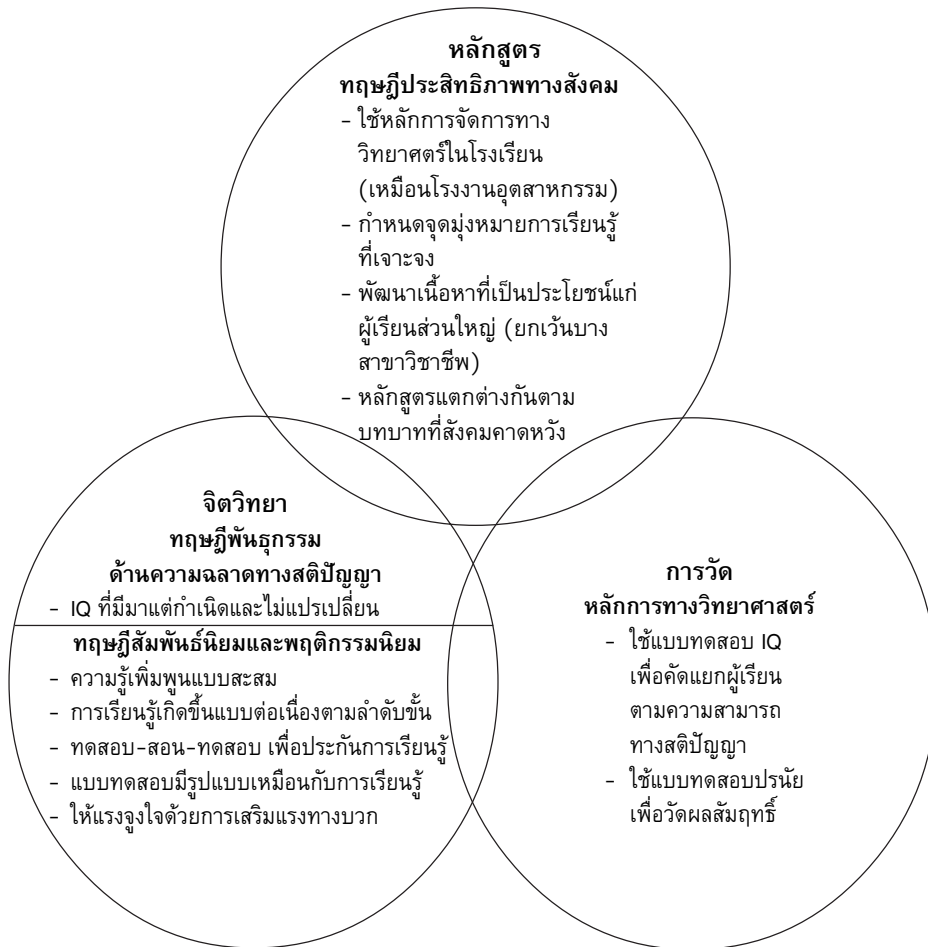 หลักสูตร
ทฤษฎีประสิทธิภาพทางสังคม
– ใช้หลักการจัดการทาง
วิทยาศตร์ในโรงเรียน
(เหมือนโรงงานอุตสาหกรรม)
– กำหนดจุดมุ่งหมายการเรียนรู้
ที่เจาะจง
– พัฒนาเนื้อหาที่เป็นประโยชน์แก่
ผู้เรียนส่วนใหญ่ (ยกเว้นบาง
สาขาวิชาชีพ)
– หลักสูตรแตกต่างกันตาม
บทบาทที่สังคมคาดหวัง
จิตวิทยา
ทฤษฎีพันธุกรรม
ด้านความฉลาดทางสติปัญญา
– IQ ที่มีมาแต่กำเนิดและไม่แปรเปลี่ยน
ทฤษฎีสัมพันธ์นิยมและพฤติกรรมนิยม
– ความรู้เพิ่มพูนแบบสะสม
– การเรียนรู้เกิดขึ้นแบบต่อเนื่องตามลำดับขั้น
– ทดสอบ–สอน–ทดสอบ เพื่อประกันการเรียนรู้
– แบบทดสอบมีรูปแบบเหมือนกับการเรียนรู้
– ให้แรงจูงใจด้วยการเสริมแรงทางบวก
การวัด
หลักการทางวิทยาศาสตร์
– ใช้แบบทดสอบ IQ
เพื่อคัดแยกผู้เรียน
ตามความสามารถ
ทางสติปัญญา
– ใช้แบบทดสอบปรนัย
เพื่อวัดผลสัมฤทธิ์